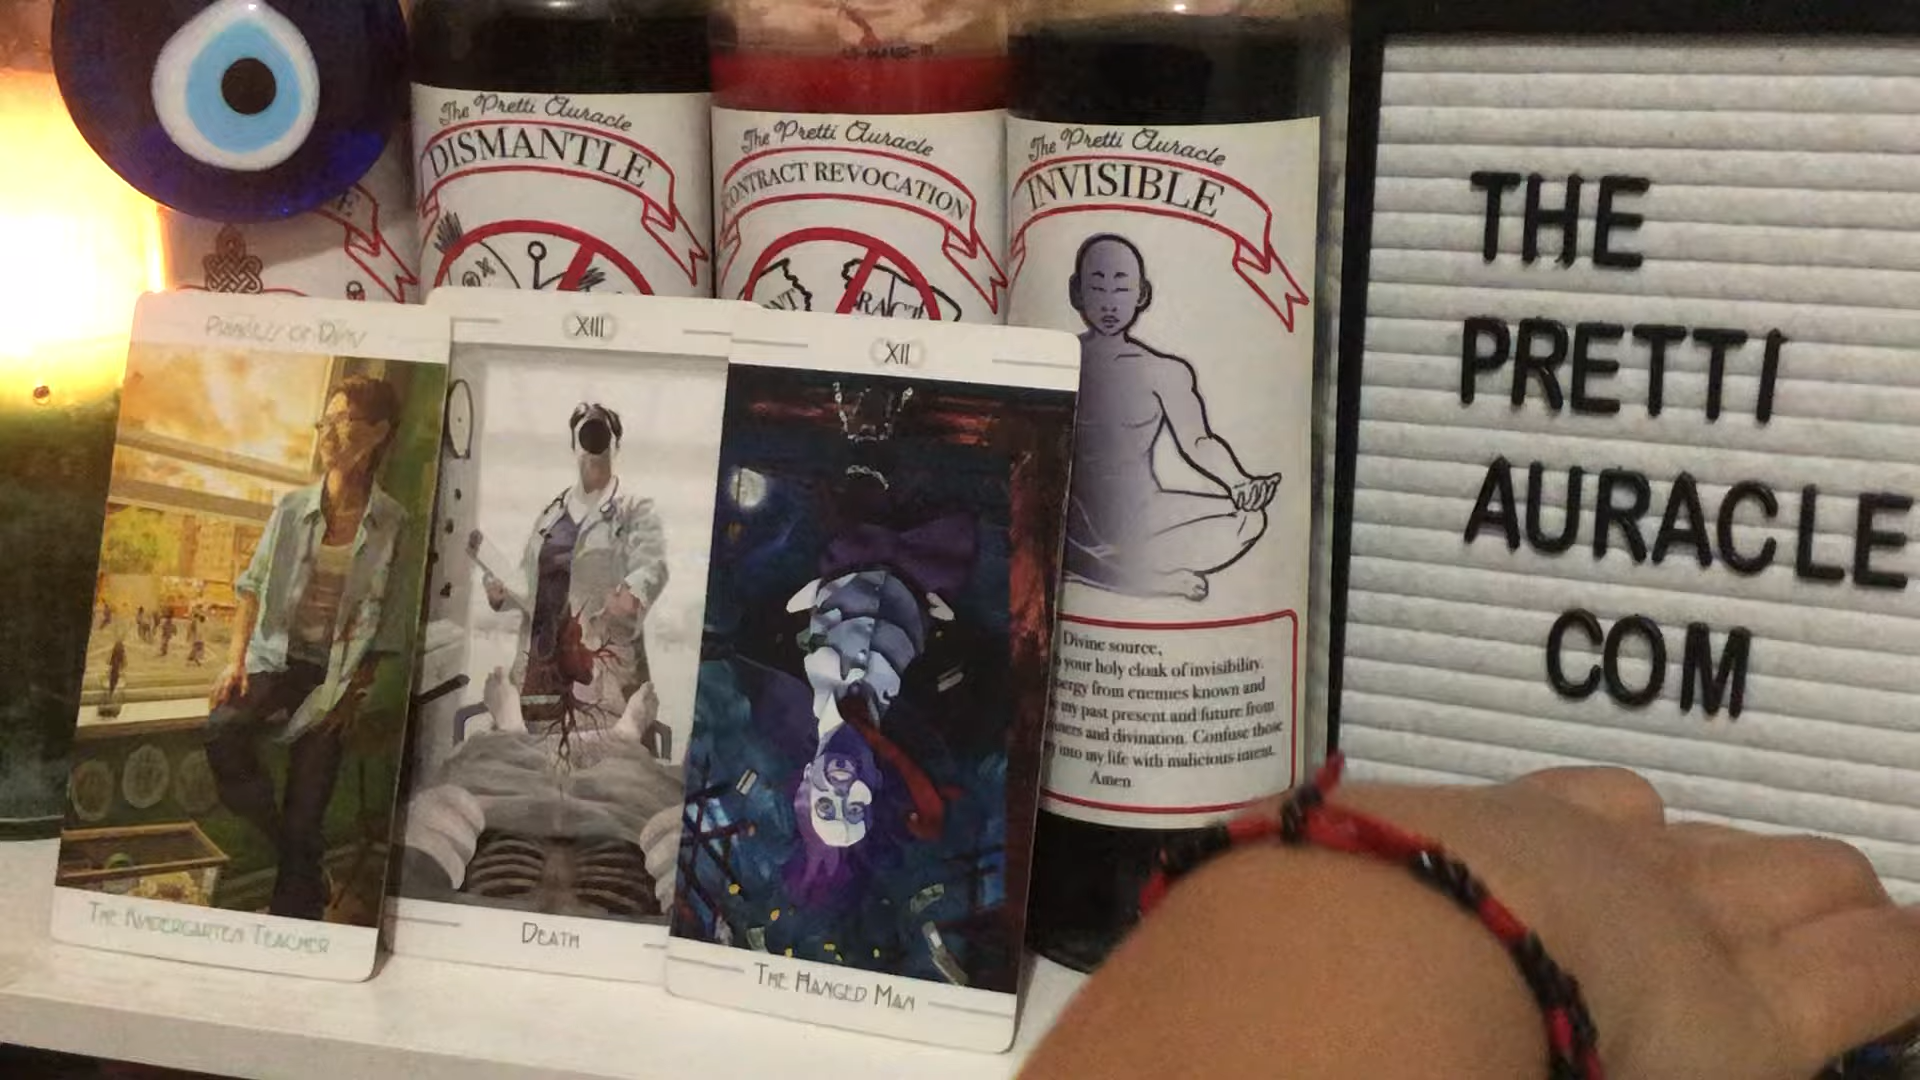 The Pretti Auracle
DISMANTLE
The Pretti Auracle
CONTRACT REVOCATION
The Pretti Auracle
INVISIBLE
THE
PRETTI
AURACLE
COM
XIII
XII
Divine source,
your holy cloak of invisibility.
from enemies known and
my past present and future from
and divination. Confuse those
into my life with malicious intent.
Amen
THE KINDERGARTEN TEACHER
DEATH
THE HANGED MAN